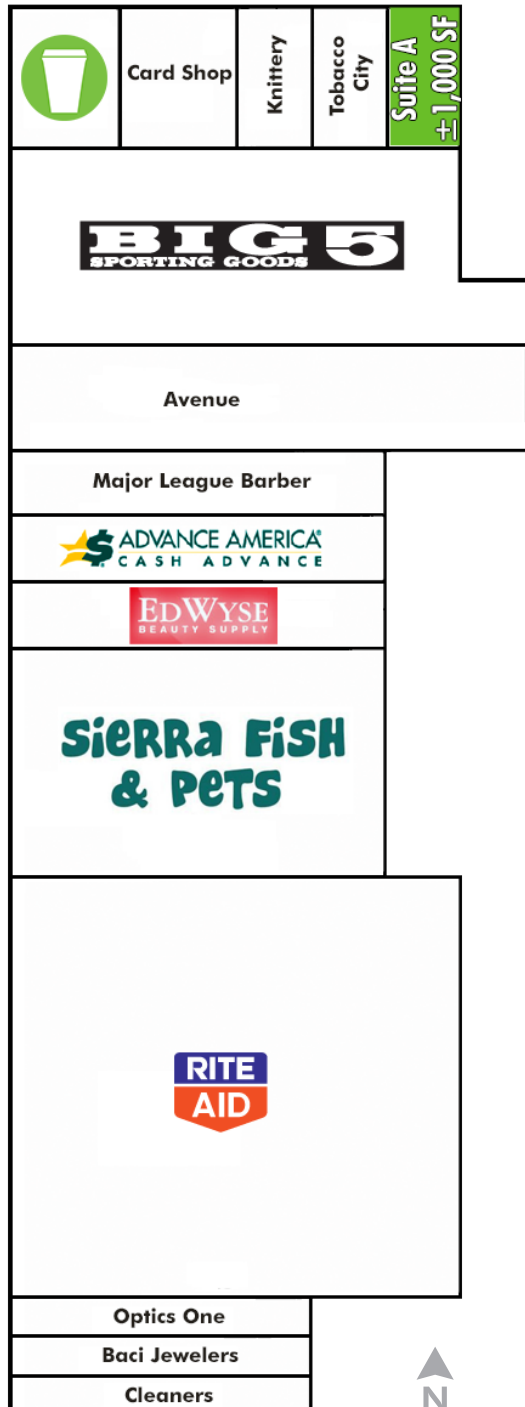 Card Shop
Knittery
Tobacco
City
Suite A
±1,000 SF
BIG 5
SPORTING GOODS
Avenue
Major League Barber
ADVANCE AMERICA
CASH ADVANCE
EDWYSE
BEAUTY SUPPLY
SIERRA FISH
& PETS
RITE
AID
Optics One
Baci Jewelers
Cleaners
N